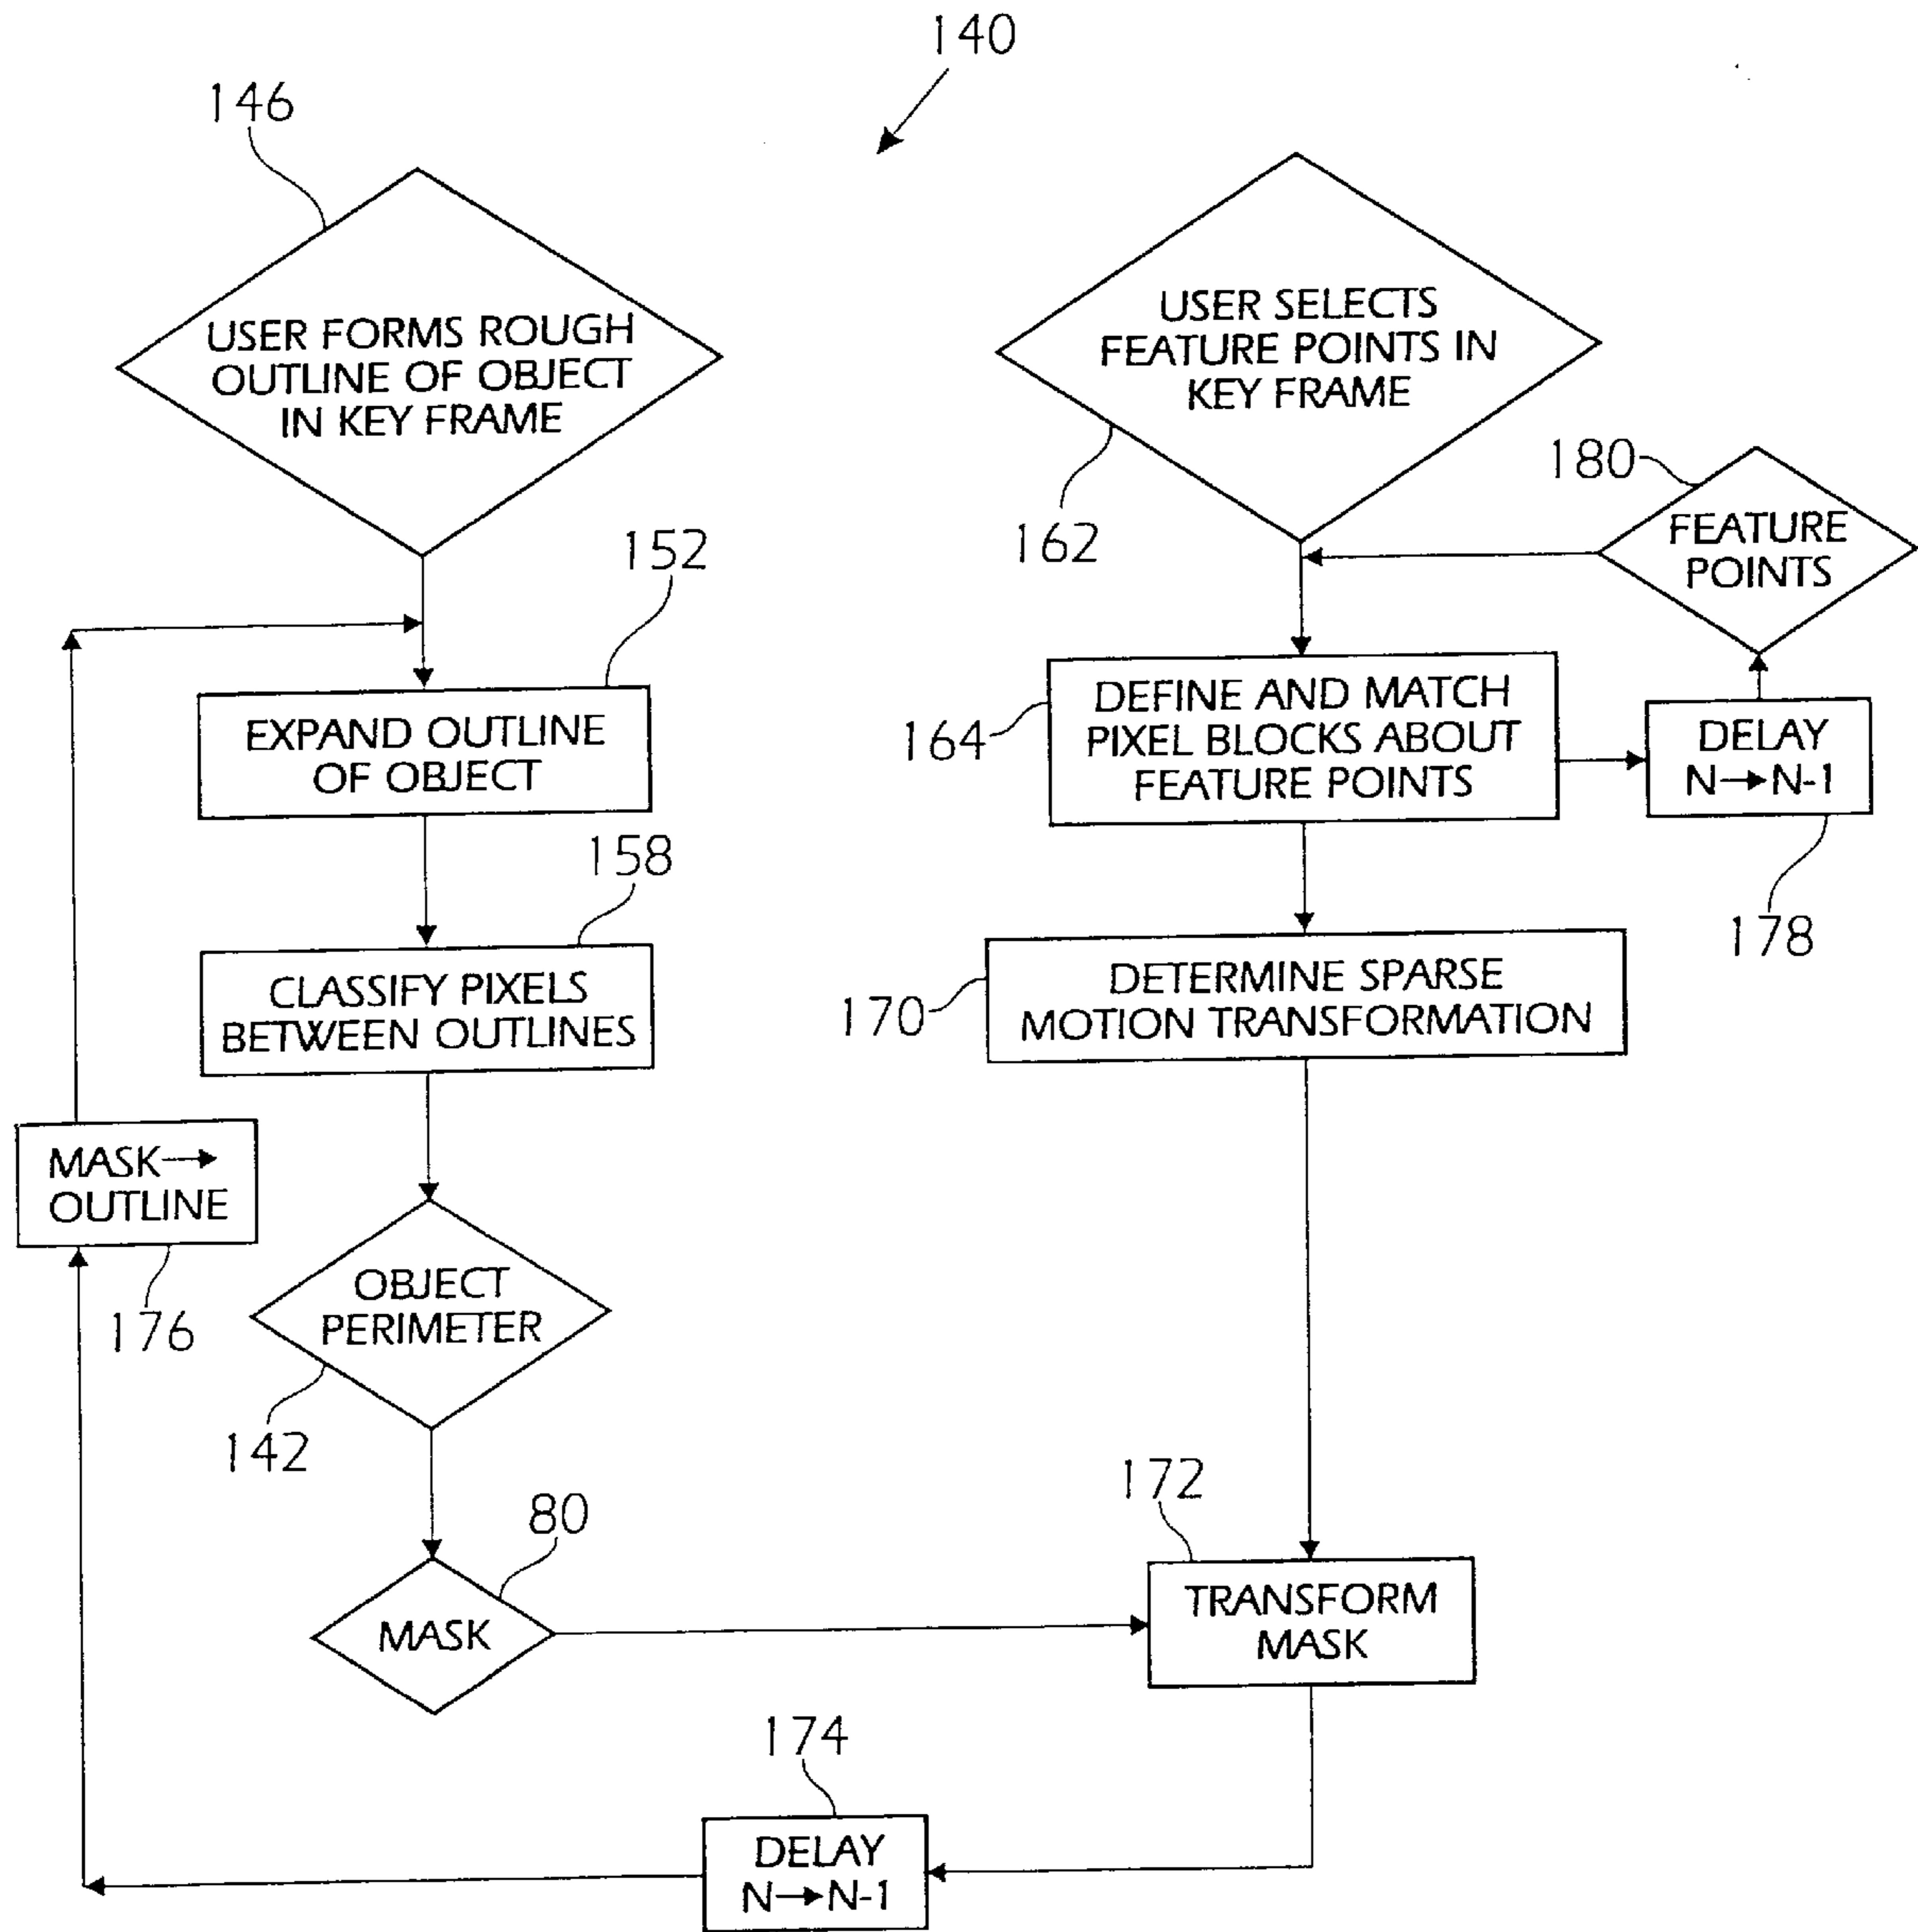 140
146
USER FORMS ROUGH
OUTLINE OF OBJECT
IN KEY FRAME
USER SELECTS
FEATURE POINTS IN
KEY FRAME
162
180
FEATURE
POINTS
152
EXPAND OUTLINE
OF OBJECT
164
DEFINE AND MATCH
PIXEL BLOCKS ABOUT
FEATURE POINTS
DELAY
N→N-1
178
158
CLASSIFY PIXELS
BETWEEN OUTLINES
170
DETERMINE SPARSE
MOTION TRANSFORMATION
MASK→
OUTLINE
176
OBJECT
PERIMETER
142
80
MASK
172
TRANSFORM
MASK
174
DELAY
N→N-1